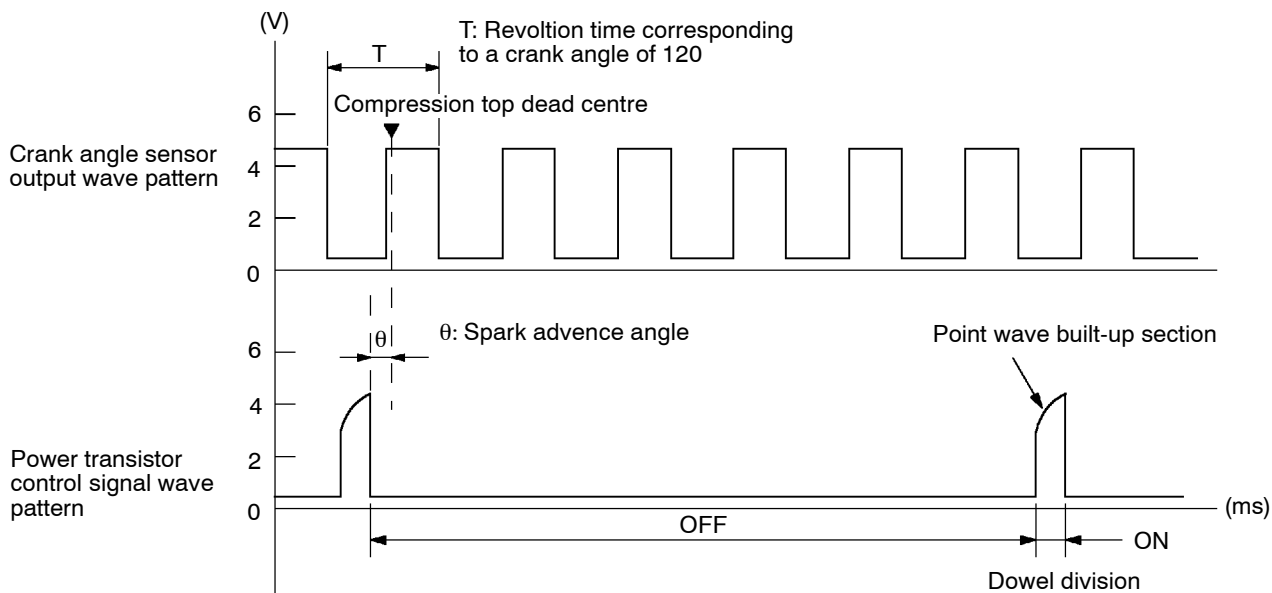 (V)
T: Revoltion time corresponding
to a crank angle of 120
T
Compression top dead centre
6
4
2
0
Crank angle sensor
output wave pattern
θ
θ: Spark advence angle
Point wave built-up section
6
4
2
0
Power transistor
control signal wave
pattern
(ms)
OFF
ON
Dowel division